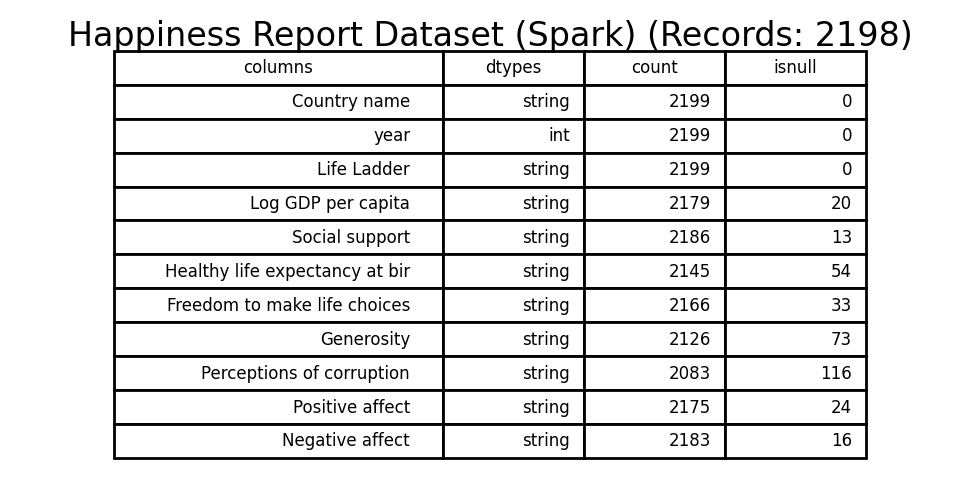 Happiness Report Dataset (Spark) (Records: 2198)
columns dtypes count isnull
Country name string 2199 0
year int 2199 0
Life Ladder string 2199 0
Log GDP per capita string 2179 20
Social support string 2186 13
Healthy life expectancy at bir string 2145 54
Freedom to make life choices string 2166 33
Generosity string 2126 73
Perceptions of corruption string 2083 116
Positive affect string 2175 24
Negative affect string 2183 16